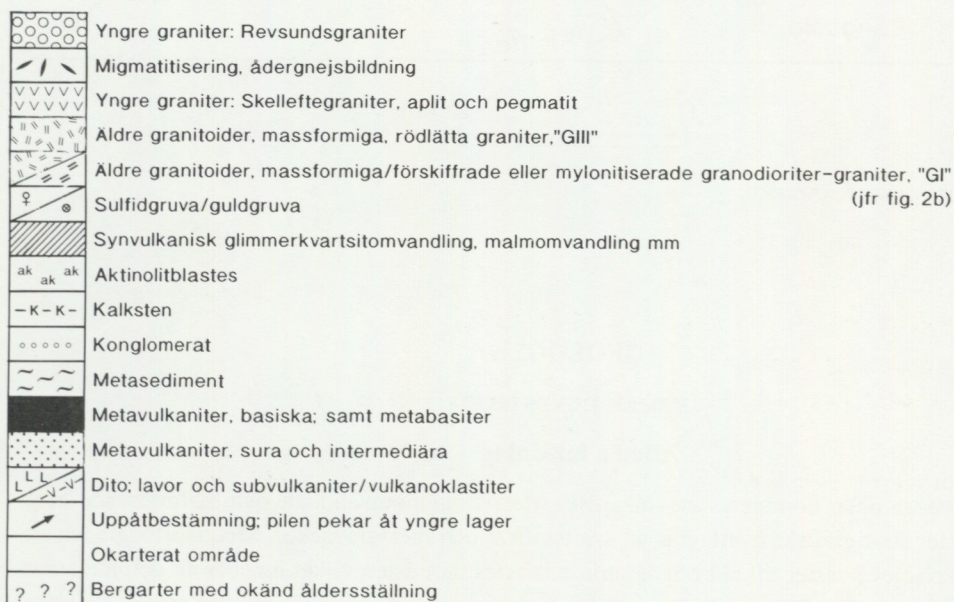 Yngre graniter: Revsundsgraniter
Migmatitisering, ådergnejsbildning
Yngre graniter: Skelleftegraniter, aplit och pegmatit
Äldre granitoider, massformiga, rödlätta graniter,"GIII"
Äldre granitoider, massformiga/förskiffrade eller mylonitiserade granodioriter-graniter, "GI"
(jfr fig. 2b)
Sulfidgruva/guldgruva
Synvulkanisk glimmerkvartsitomvandling, malmomvandling mm
ak ak ak Aktinolitblastes
-K-K- Kalksten
Konglomerat
Metasediment
Metavulkaniter, basiska; samt metabasiter
Metavulkaniter, sura och intermediära
L L L -V-V- Dito; lavor och subvulkaniter/vulkanoklastiter
Uppåtbestämning; pilen pekar åt yngre lager
Okarterat område
? ? ? Bergarter med okänd åldersställning